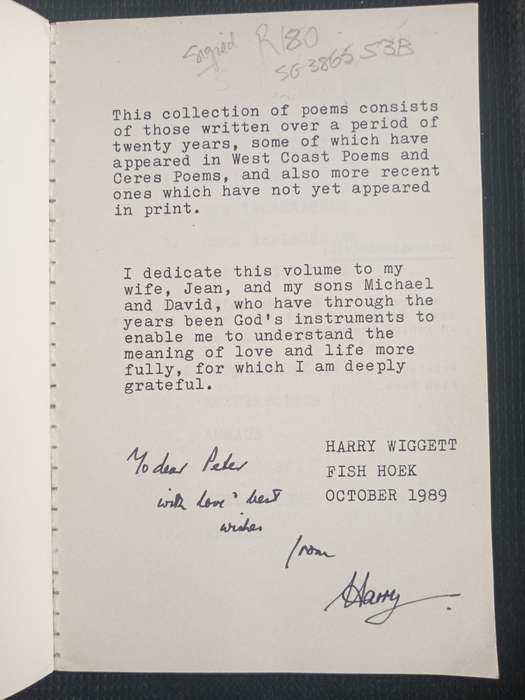 Signed R180
SG-3865 S3B
This collection of poems consists
of those written over a period of
twenty years, some of which have
appeared in West Coast Poems and
Ceres Poems, and also more recent
ones which have not yet appeared
in print.
I dedicate this volume to my
wife, Jean, and my sons Michael
and David, who have through the
years been God's instruments to
enable me to understand the
meaning of love and life more
fully, for which I am deeply
grateful.
HARRY WIGGETT
FISH HOEK
OCTOBER 1989
To dear Peter
with love & best
wishes
from
Harry